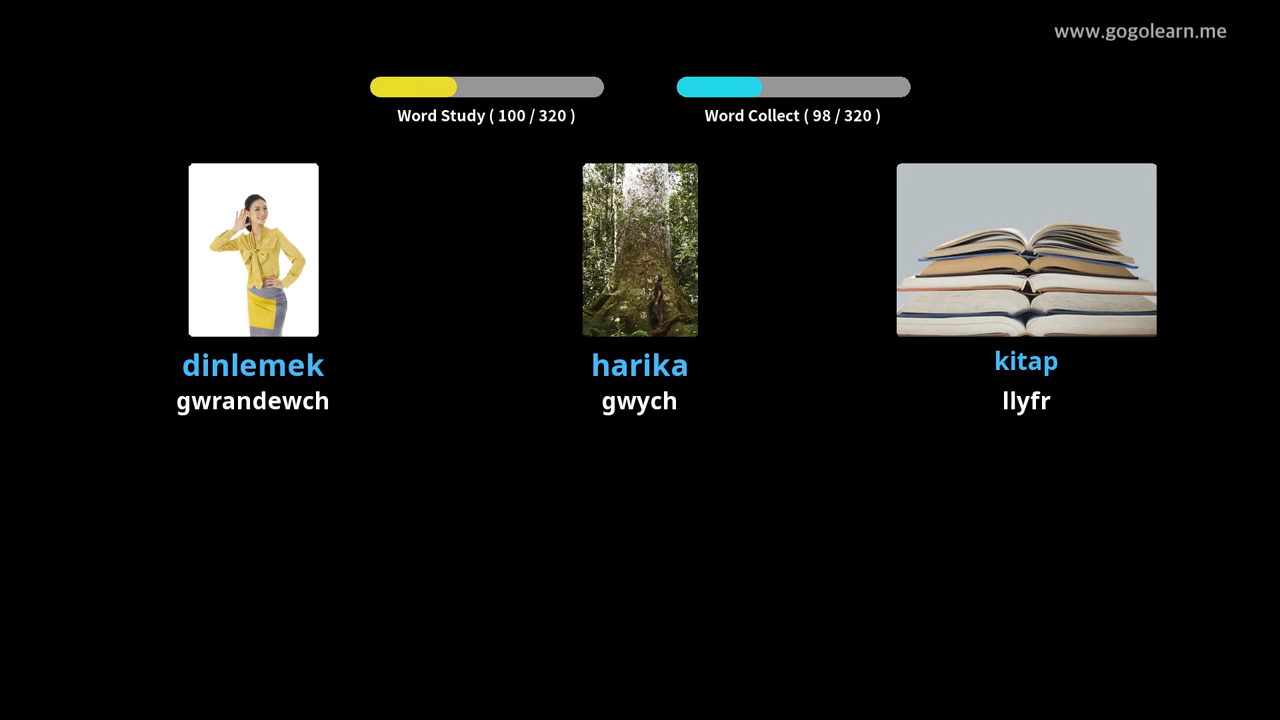 www.gogolearn.me
Word Study ( 100 / 320 )
Word Collect ( 98 / 320 )
dinlemek
gwrandewch
harika
gwych
kitap
llyfr